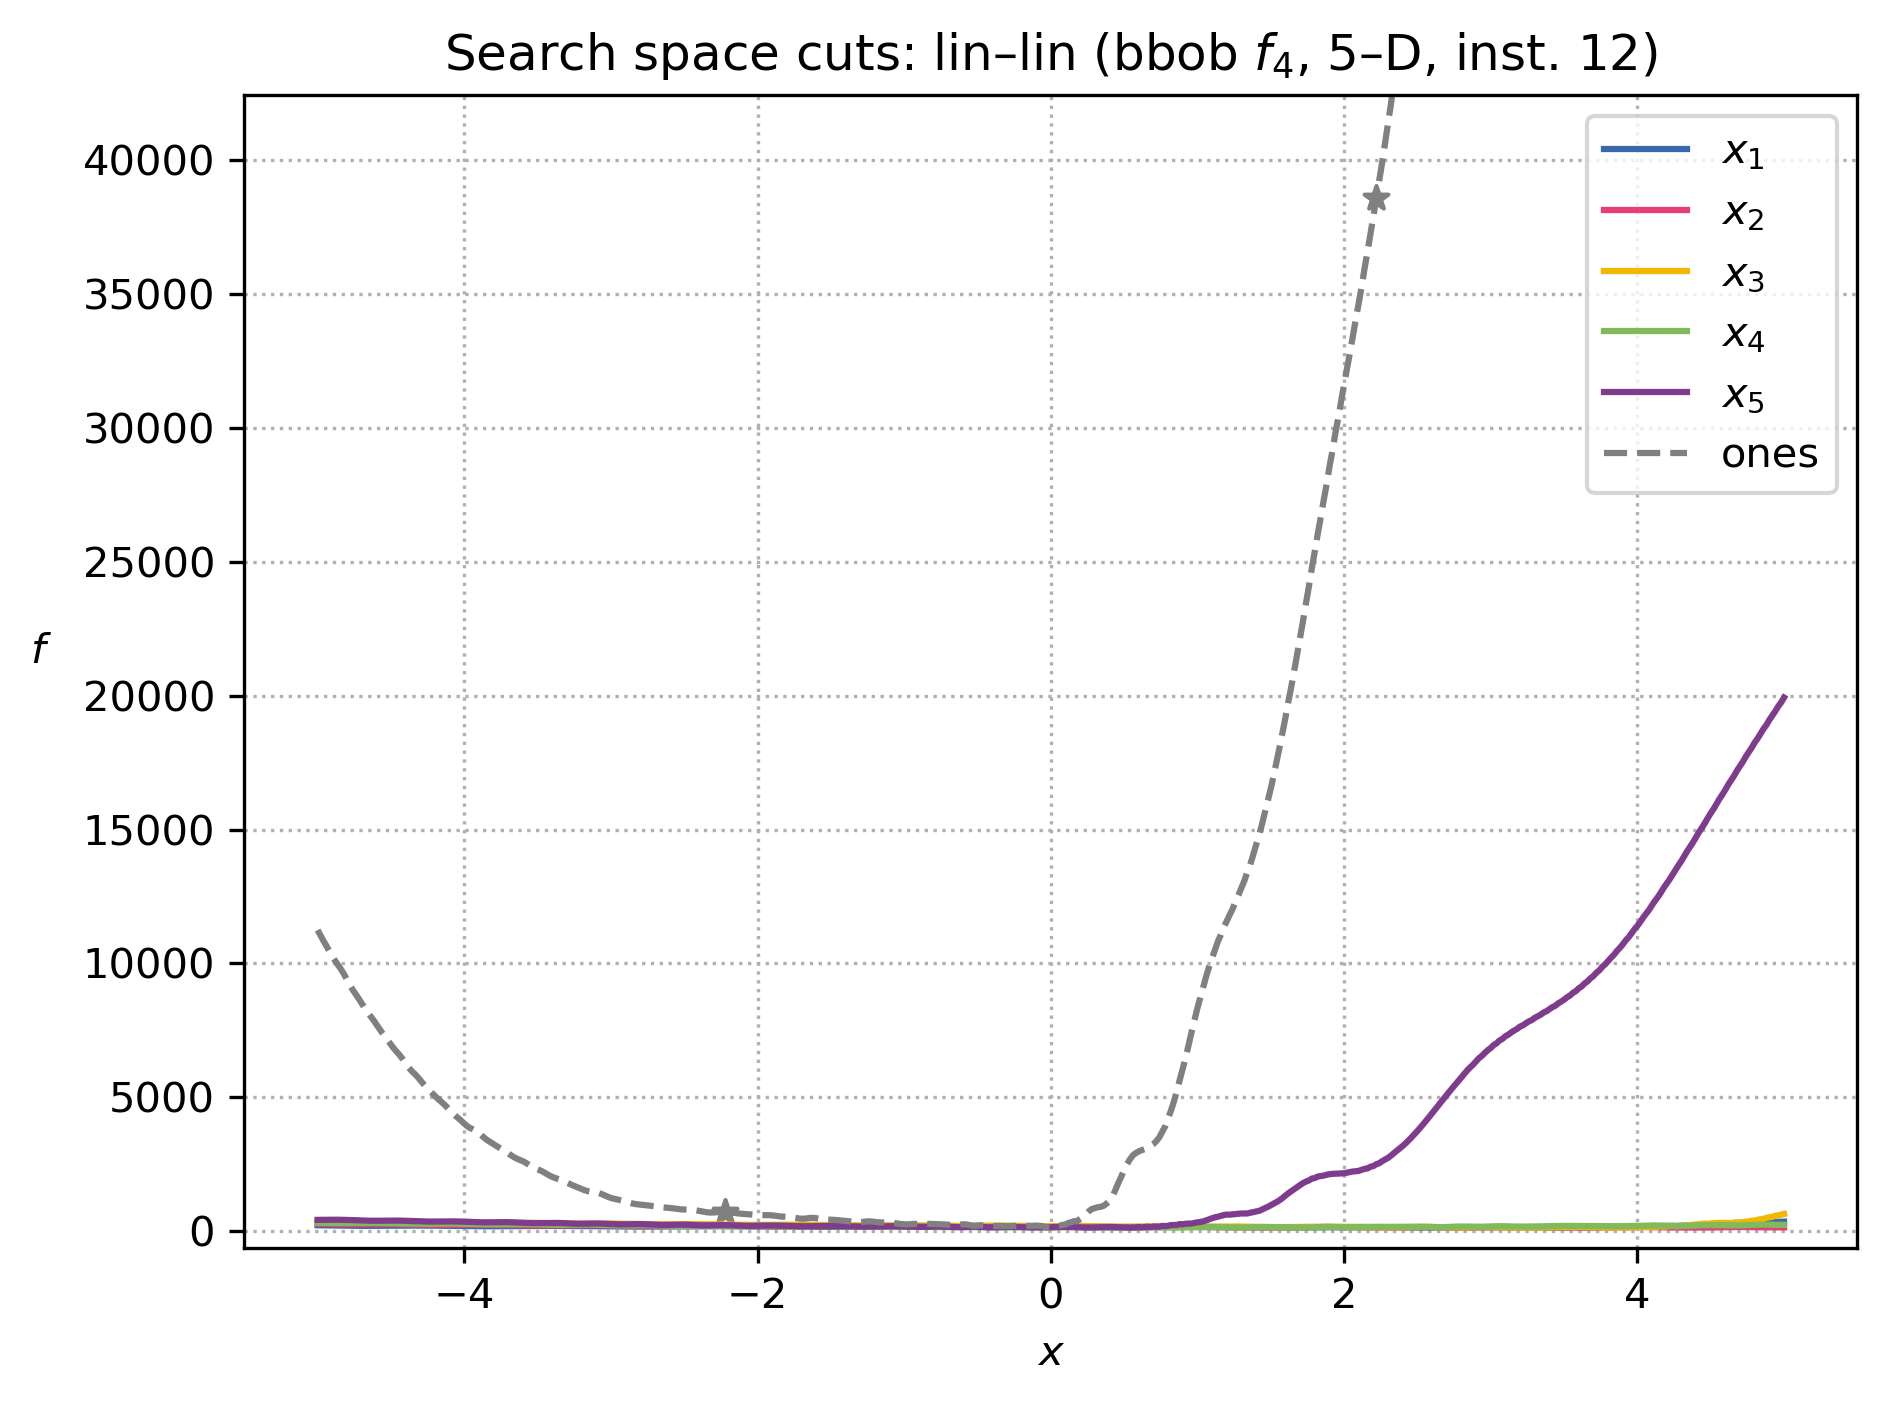 Search space cuts: lin–lin (bbob f₄, 5–D, inst. 12)
40000
35000
30000
25000
20000
15000
10000
5000
0
f
−4
−2
0
2
4
x
x₁
x₂
x₃
x₄
x₅
ones